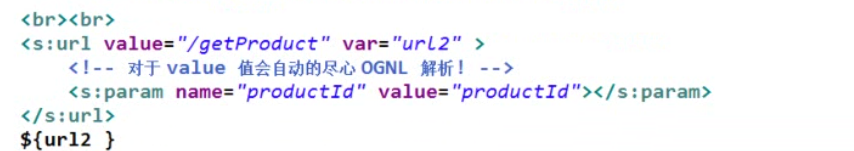 <br><br>
<s:url value="/getProduct" var="url2" >
<!-- 对于 value 值会自动的尽心 OGNL 解析! -->
<s:param name="productId" value="productId"></s:param>
</s:url>
${url2 }